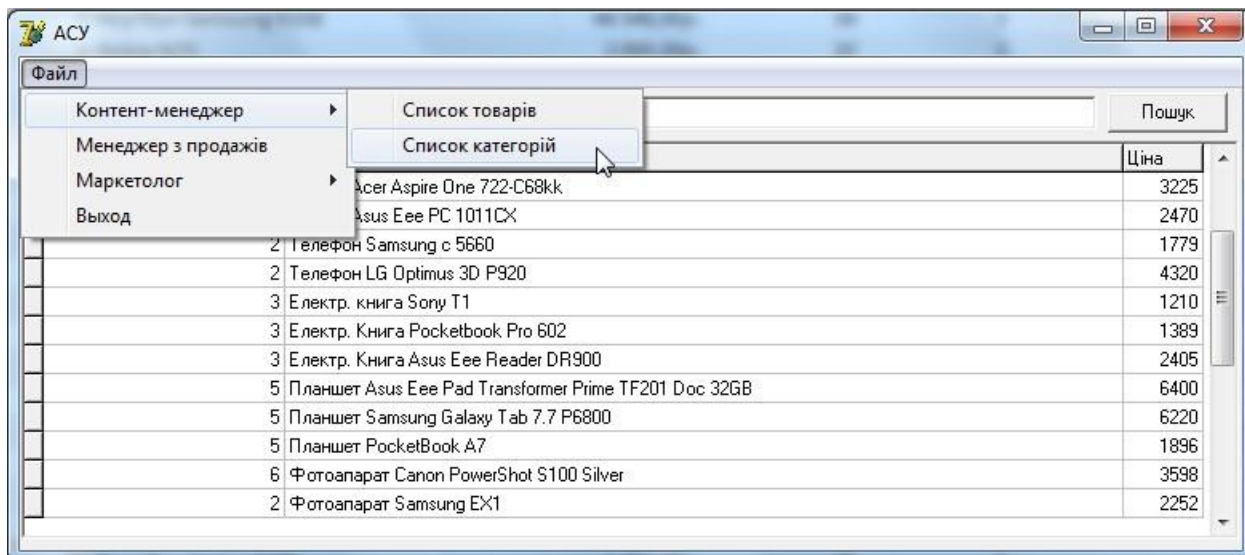 АСУ
Файл
Контент-менеджер
Менеджер з продажів
Маркетолог
Выход
Список товарів
Список категорій
Пошук
Ціна
Acer Aspire One 722-C68kk 3225
Asus Eee PC 1011CX 2470
2 Телефон Samsung c 5660 1779
2 Телефон LG Optimus 3D P920 4320
3 Електр. книга Sony T1 1210
3 Електр. Книга Pocketbook Pro 602 1389
3 Електр. Книга Asus Eee Reader DR900 2405
5 Планшет Asus Eee Pad Transformer Prime TF201 Doc 32GB 6400
5 Планшет Samsung Galaxy Tab 7.7 P6800 6220
5 Планшет PocketBook A7 1896
6 Фотоапарат Canon PowerShot S100 Silver 3598
2 Фотоапарат Samsung EX1 2252